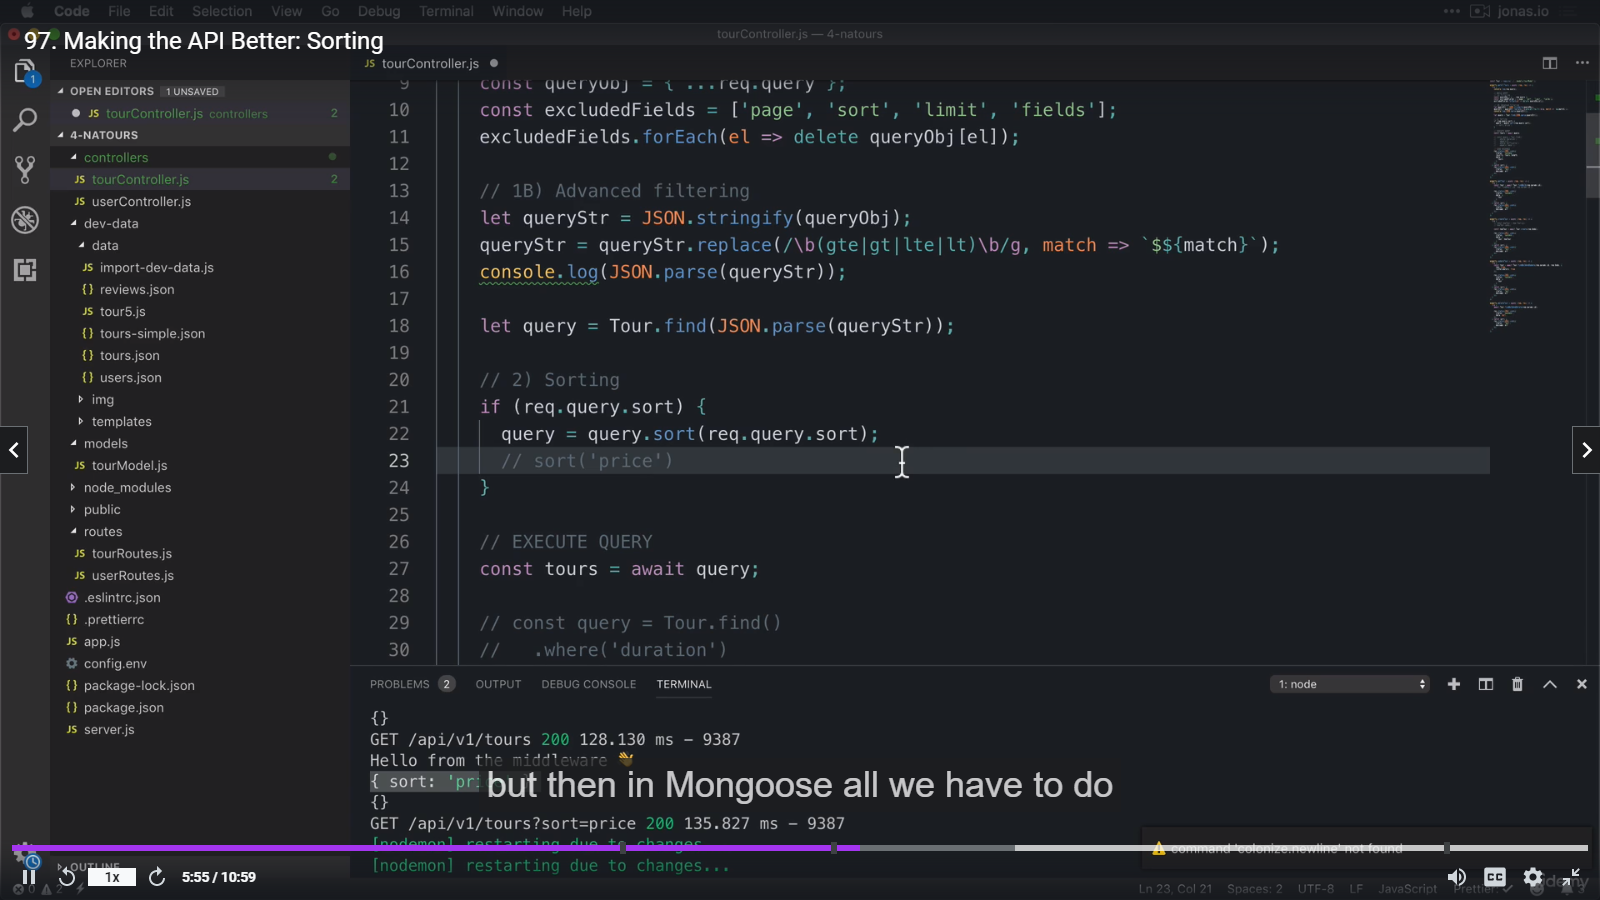 Code File Edit Selection View Go Debug Terminal Window Help
jonas.io
97. Making the API Better: Sorting
tourController.js — 4-natours
EXPLORER
JS tourController.js
OPEN EDITORS 1 UNSAVED
JS tourController.js controllers 2
4-NATOURS
controllers
JS tourController.js 2
JS userController.js
dev-data
data
JS import-dev-data.js
{} reviews.json
JS tour5.js
{} tours-simple.json
{} tours.json
{} users.json
img
templates
models
JS tourModel.js
node_modules
public
routes
JS tourRoutes.js
JS userRoutes.js
.eslintrc.json
{} .prettierrc
JS app.js
config.env
{} package-lock.json
{} package.json
JS server.js
OUTLINE
9 const queryObj = { ...req.query };
10 const excludedFields = ['page', 'sort', 'limit', 'fields'];
11 excludedFields.forEach(el => delete queryObj[el]);
12
13 // 1B) Advanced filtering
14 let queryStr = JSON.stringify(queryObj);
15 queryStr = queryStr.replace(/\b(gte|gt|lte|lt)\b/g, match => `$${match}`);
16 console.log(JSON.parse(queryStr));
17
18 let query = Tour.find(JSON.parse(queryStr));
19
20 // 2) Sorting
21 if (req.query.sort) {
22 query = query.sort(req.query.sort);
23 // sort('price')
24 }
25
26 // EXECUTE QUERY
27 const tours = await query;
28
29 // const query = Tour.find()
30 // .where('duration')
PROBLEMS 2 OUTPUT DEBUG CONSOLE TERMINAL 1: node
{}
GET /api/v1/tours 200 128.130 ms - 9387
Hello from the middleware 👋
{ sort: 'pri
but then in Mongoose all we have to do
{}
GET /api/v1/tours?sort=price 200 135.827 ms - 9387
[nodemon] restarting due to changes...
[nodemon] restarting due to changes...
command 'colonize.newline' not found
1x 5:55 / 10:59 CC
Ln 23, Col 21 Spaces: 2 UTF-8 LF JavaScript Prettier: ✓